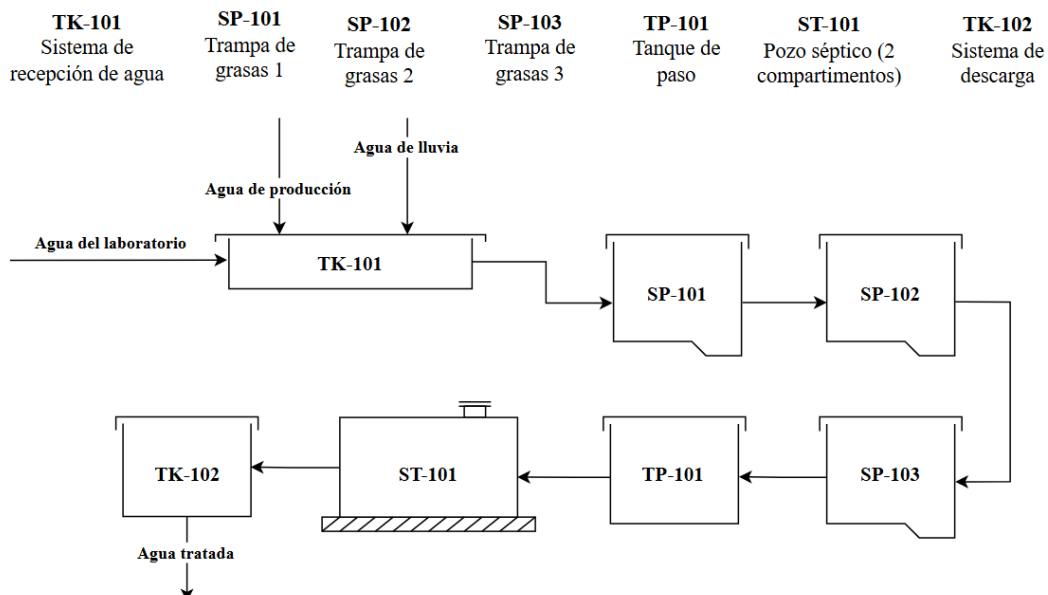 TK-101
Sistema de
recepción de agua
SP-101
Trampa de
grasas 1
SP-102
Trampa de
grasas 2
SP-103
Trampa de
grasas 3
TP-101
Tanque de
paso
ST-101
Pozo séptico (2
compartimentos)
TK-102
Sistema de
descarga
Agua de lluvia
Agua de producción
Agua del laboratorio
TK-101
SP-101
SP-102
TK-102
ST-101
TP-101
SP-103
Agua tratada